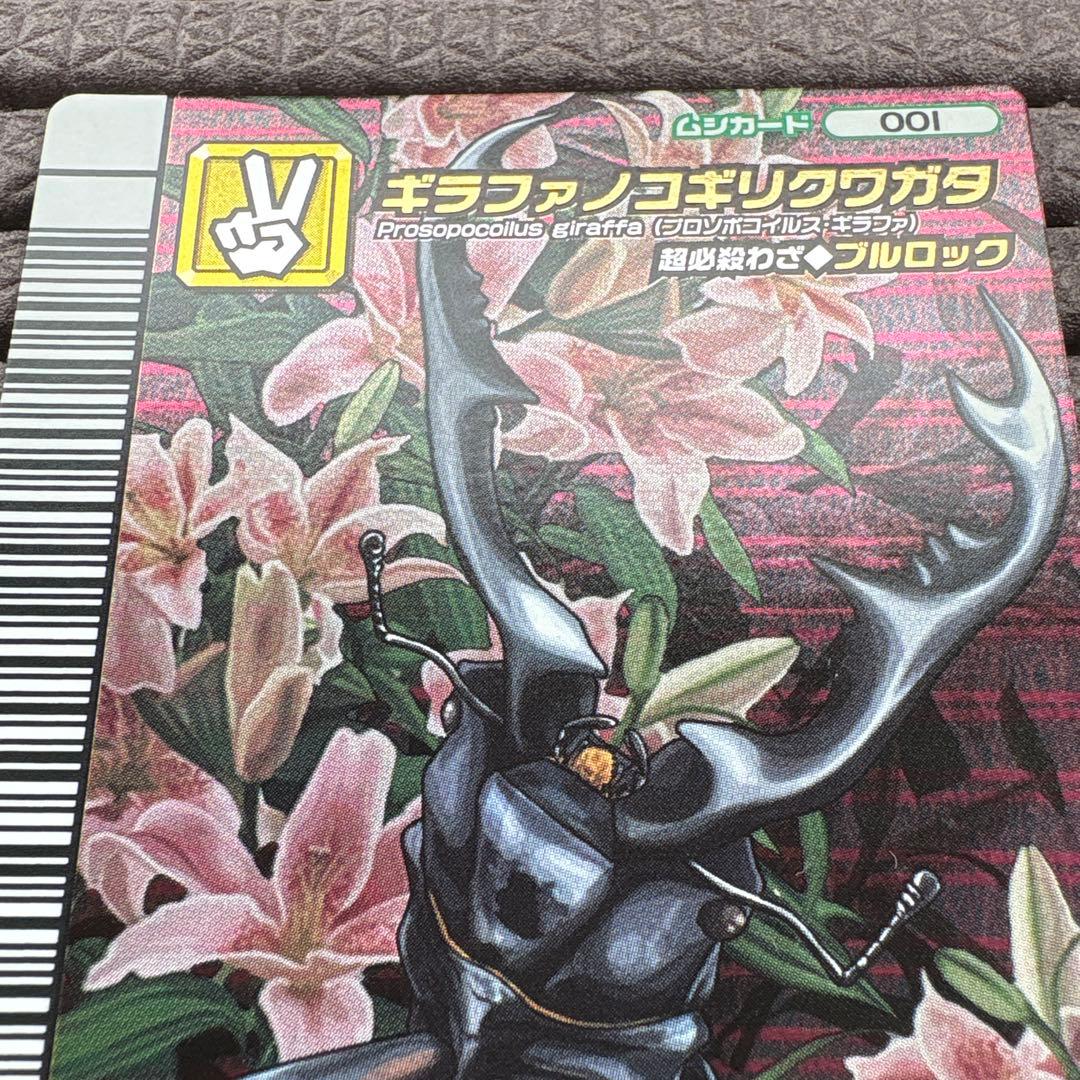 ムシカード 001
ギラファノコギリクワガタ
Prosopocoilus giraffa (プロソポコイルス・ギラファ)
超必殺わざ◆ブルロック